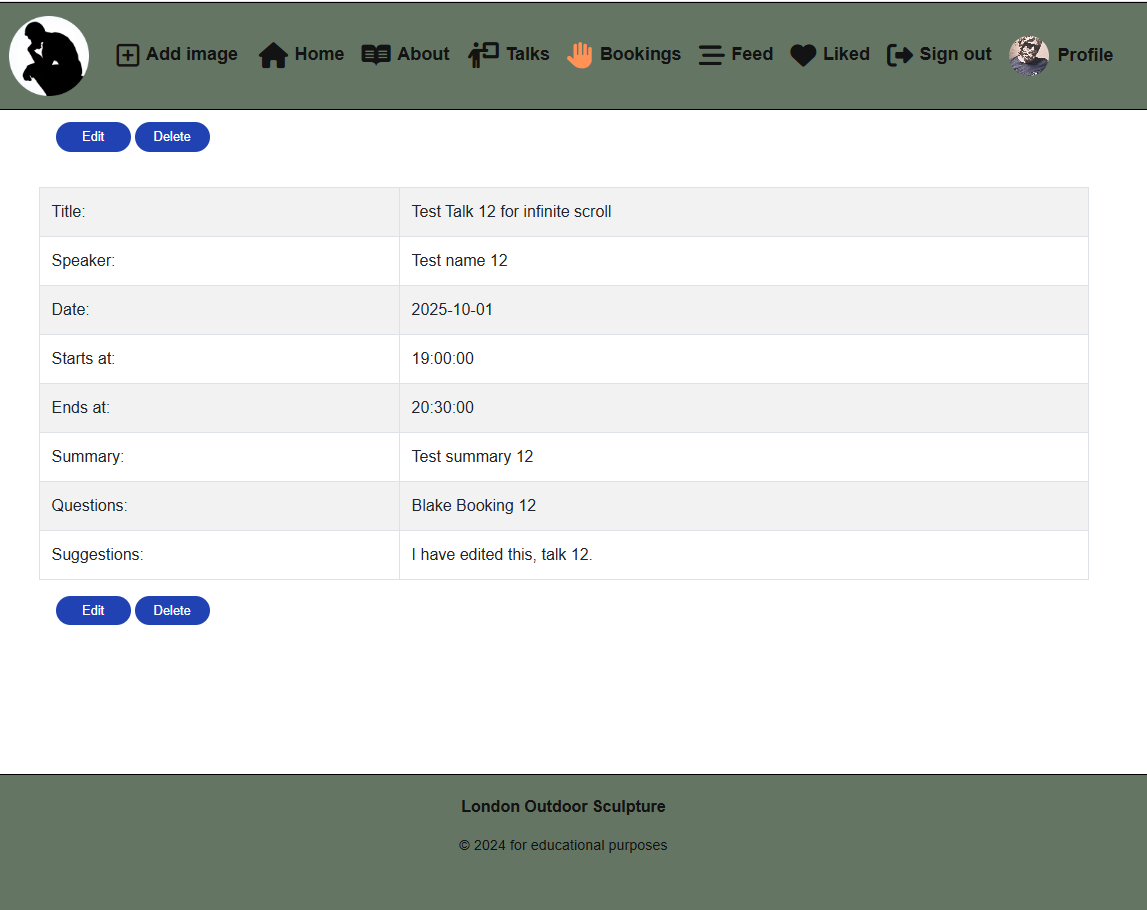 Add image Home About Talks Bookings Feed Liked Sign out Profile
Edit Delete
Title: Test Talk 12 for infinite scroll
Speaker: Test name 12
Date: 2025-10-01
Starts at: 19:00:00
Ends at: 20:30:00
Summary: Test summary 12
Questions: Blake Booking 12
Suggestions: I have edited this, talk 12.
Edit Delete
London Outdoor Sculpture
© 2024 for educational purposes